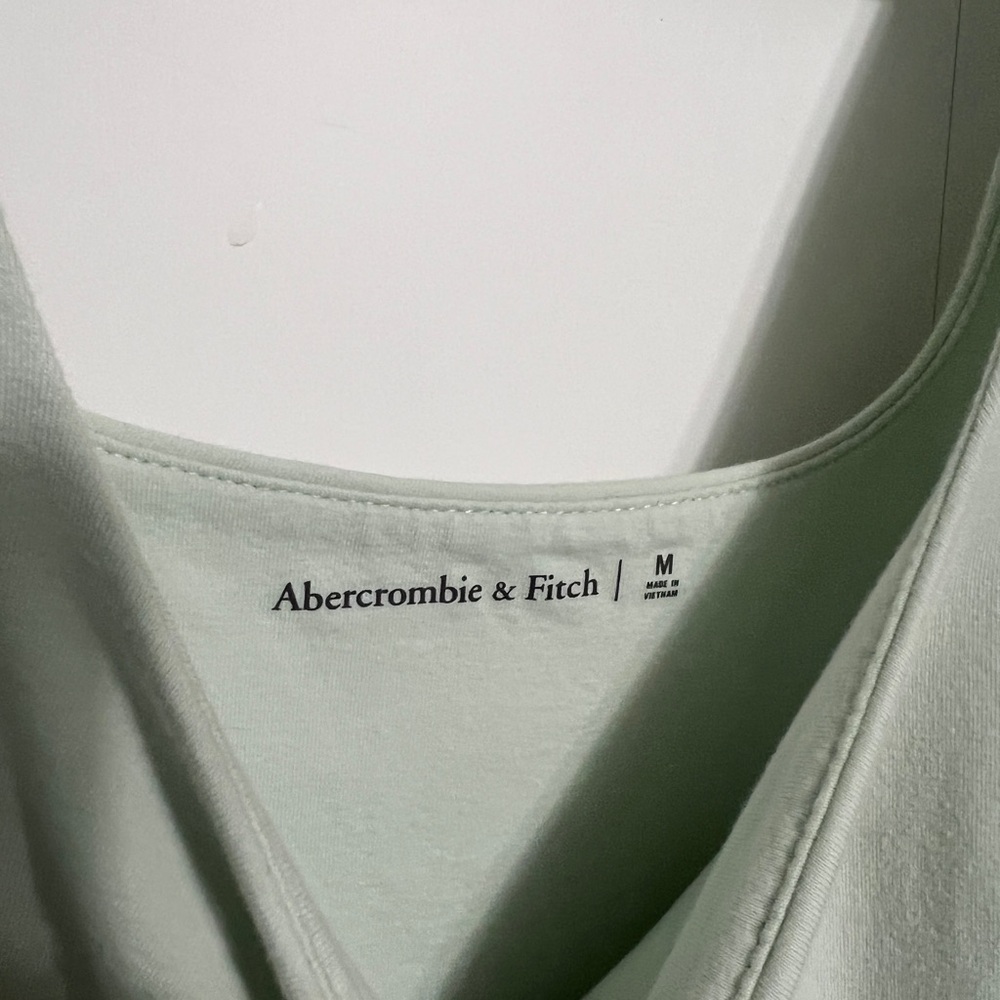 Abercrombie & Fitch | M
MADE IN
VIETNAM